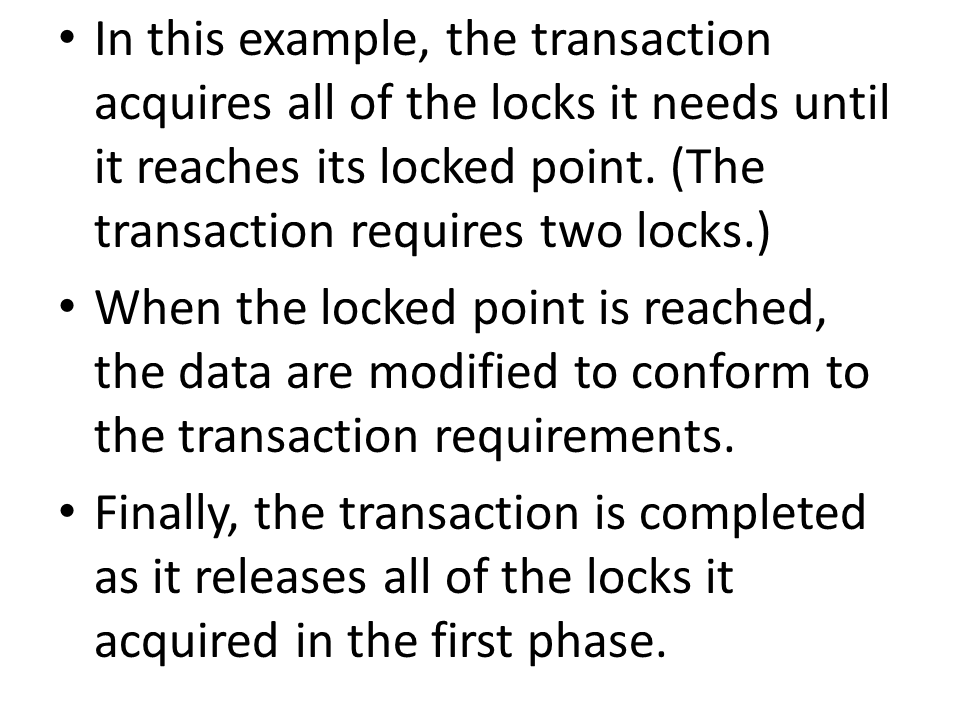 • In this example, the transaction
acquires all of the locks it needs until
it reaches its locked point. (The
transaction requires two locks.)
• When the locked point is reached,
the data are modified to conform to
the transaction requirements.
• Finally, the transaction is completed
as it releases all of the locks it
acquired in the first phase.